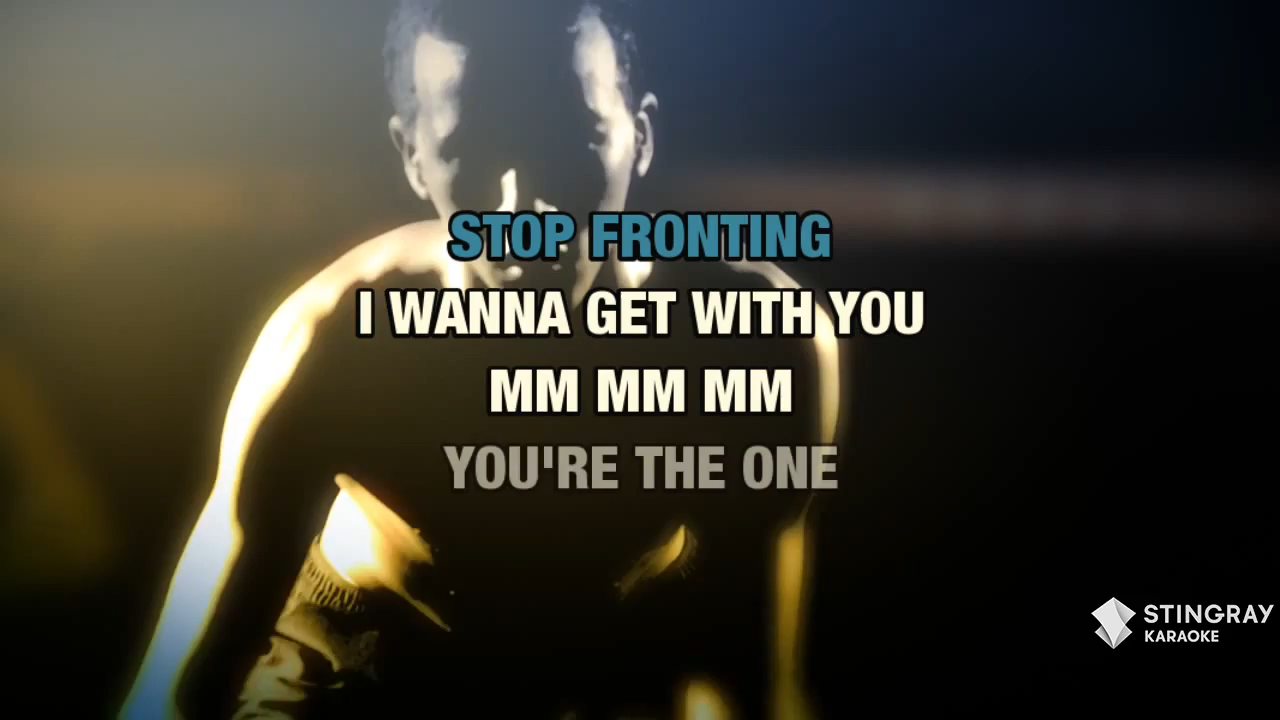 STOP FRONTING
I WANNA GET WITH YOU
MM MM MM
YOU'RE THE ONE
STINGRAY
KARAOKE